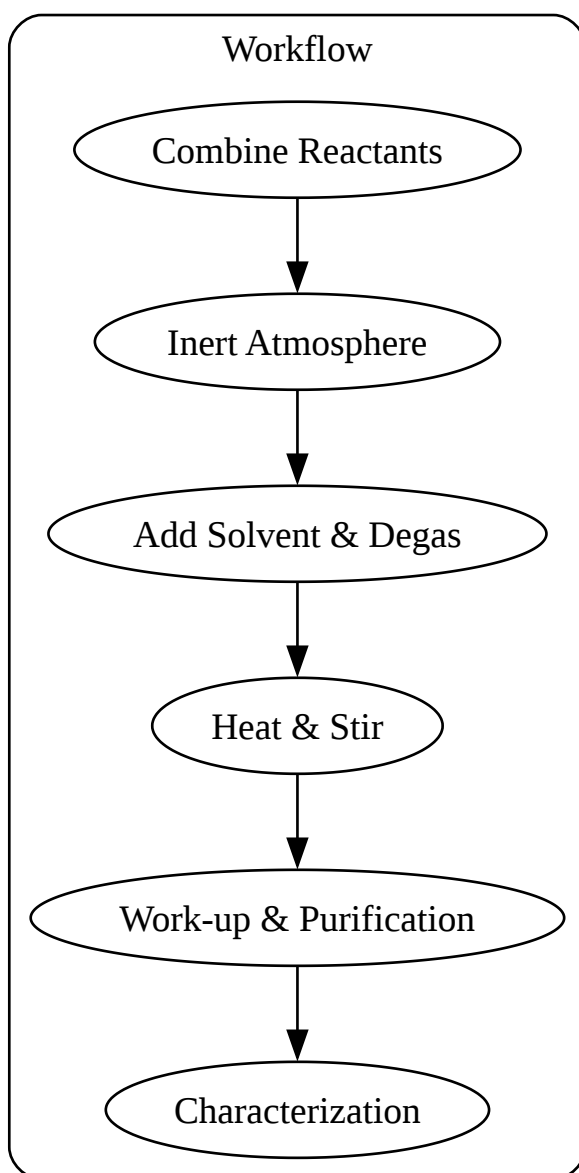 Workflow
Combine Reactants
Inert Atmosphere
Add Solvent & Degas
Heat & Stir
Work-up & Purification
Characterization